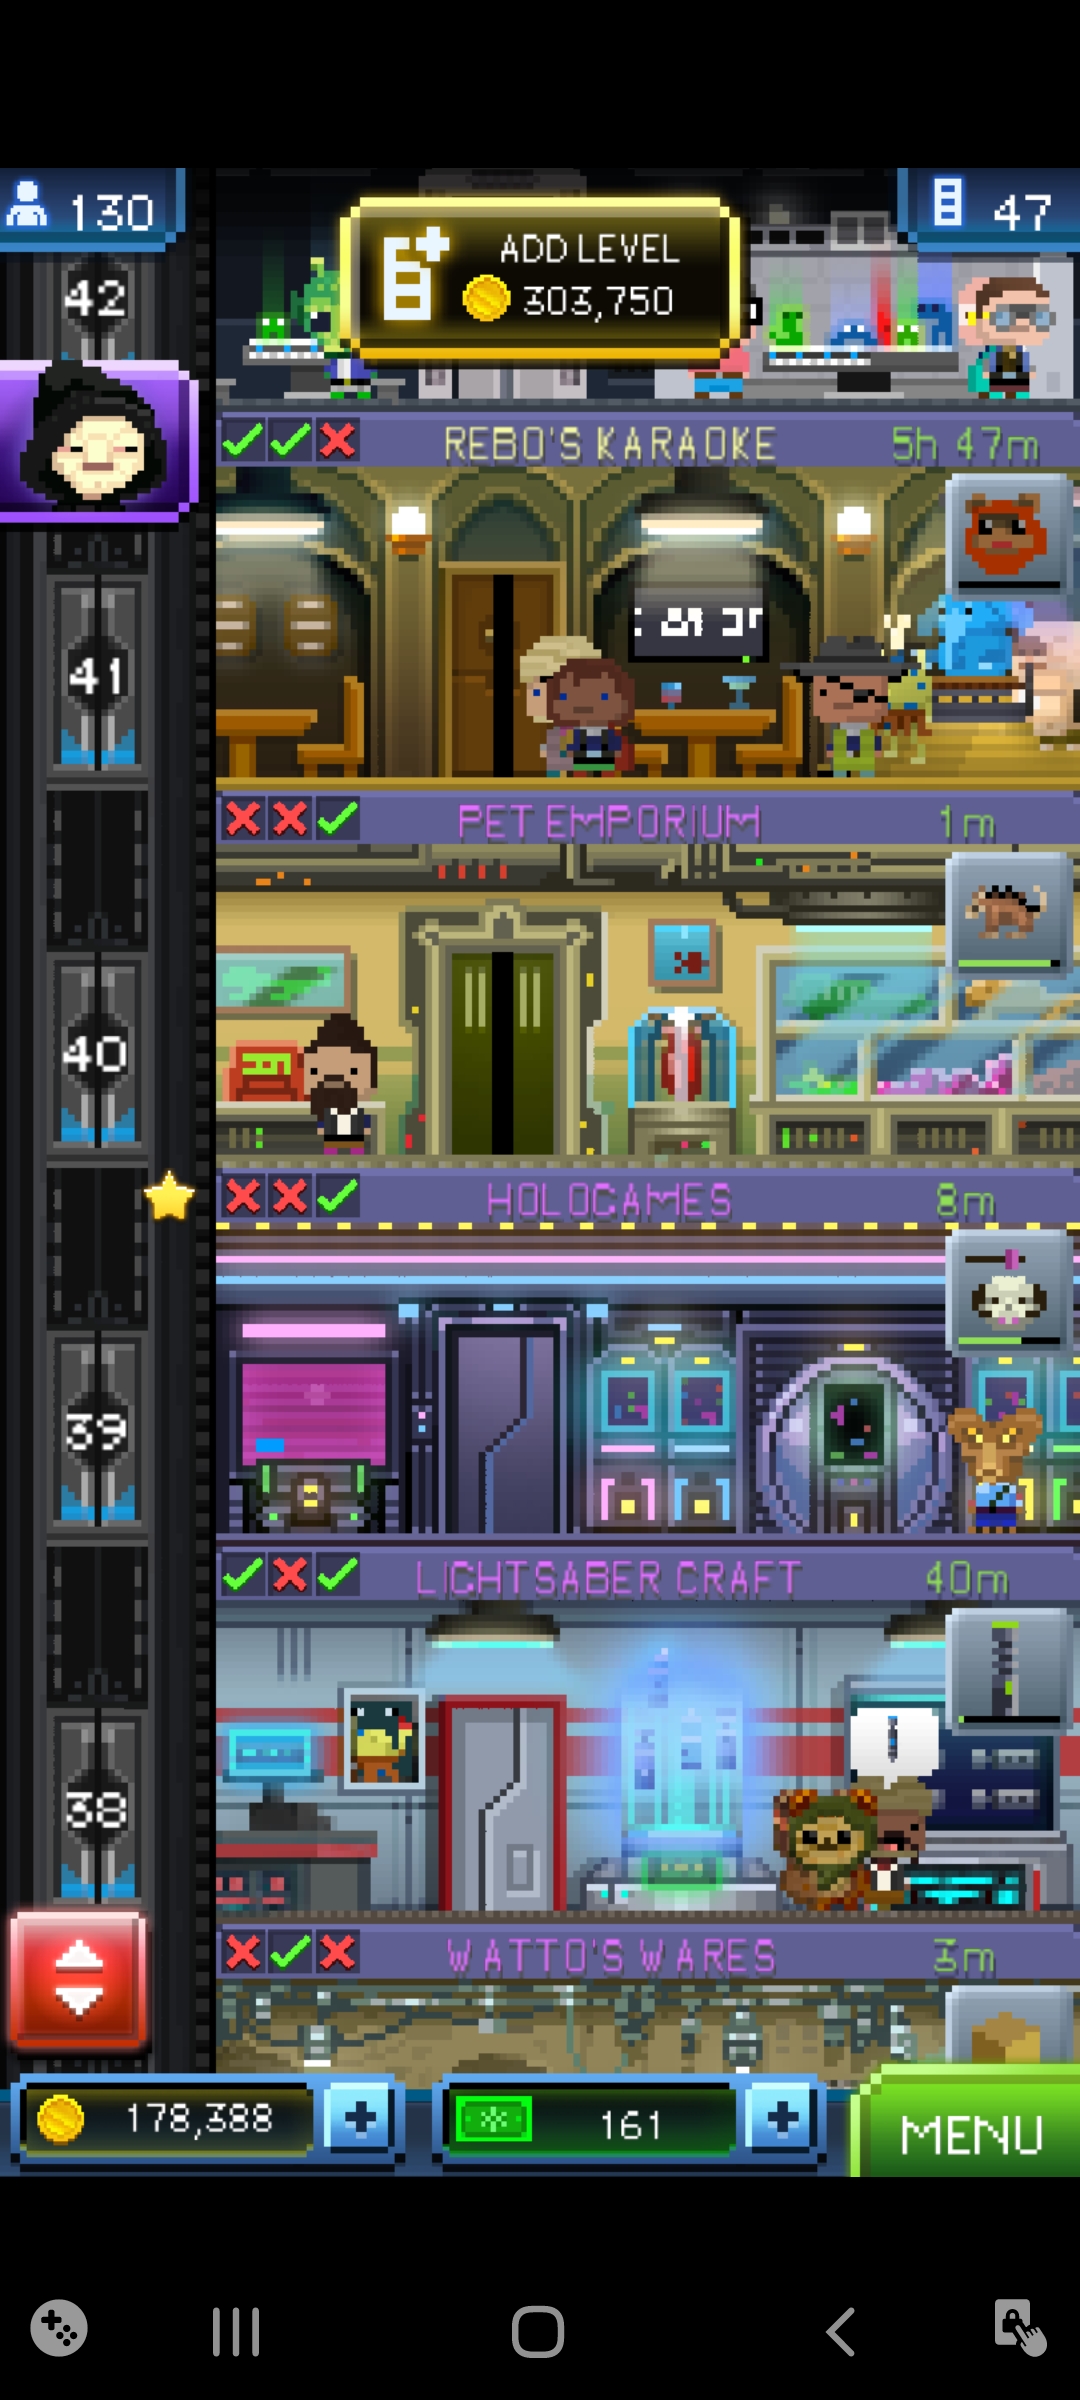 130
ADD LEVEL
303,750
47
42
REBO'S KARAOKE
5h 47m
41
PET EMPORIUM
1m
40
HOLOGAMES
8m
39
LIGHTSABER CRAFT
40m
38
WATTO'S WARES
3m
178,388
161
MENU